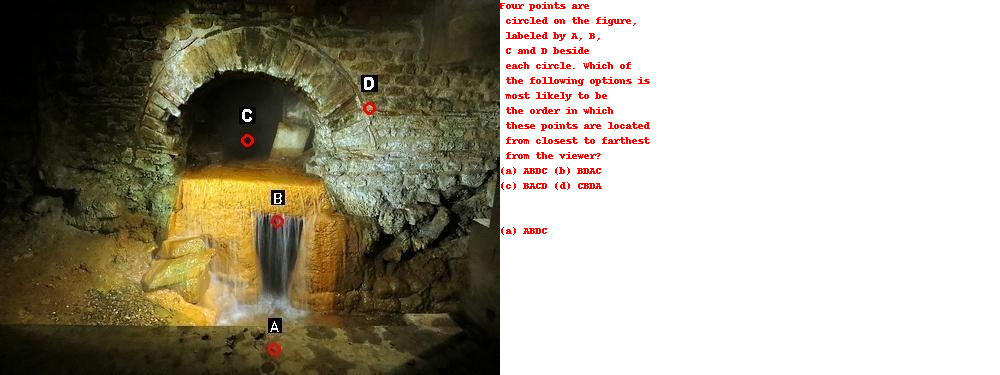 Four points are
circled on the figure,
labeled by A, B,
C and D beside
each circle. Which of
the following options is
most likely to be
the order in which
these points are located
from closest to farthest
from the viewer?
(a) ABDC (b) BDAC
(c) BACD (d) CBDA
(a) ABDC
D
C
B
A